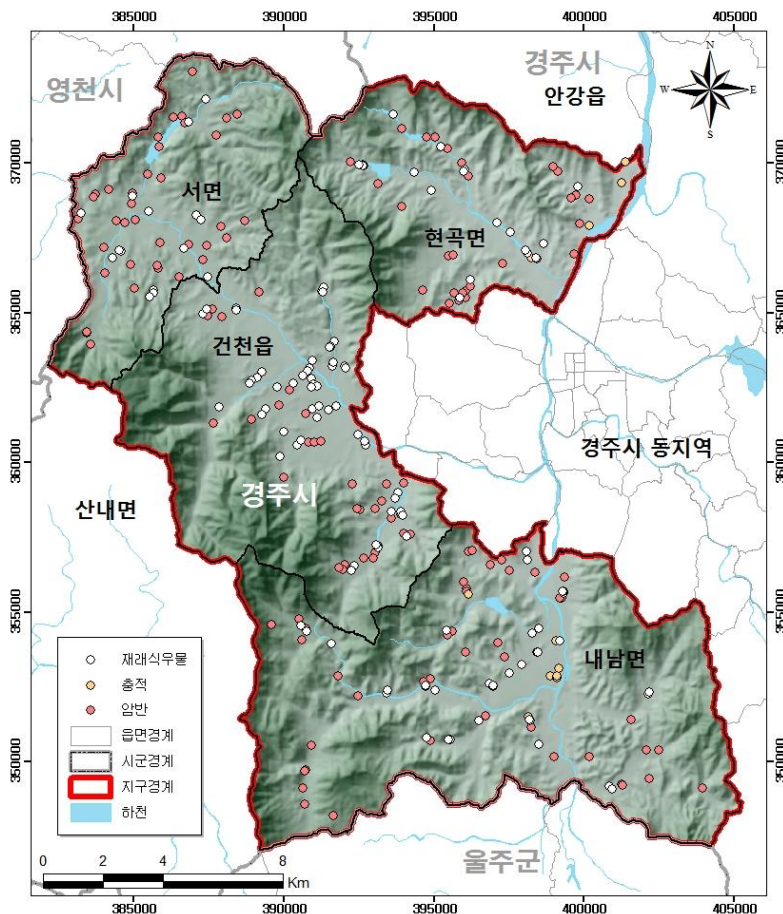 385000 390000 395000 400000 405000
경주시
영천시
안강읍
N
W E
S
370000 370000
서면
현곡면
365000 365000
건천읍
경주시 동지역
360000 360000
경주시
산내면
355000 355000
내남면
재래식우물
충적
암반
읍면경계
시군경계
지구경계
하천
350000 350000
울주군
0 2 4 8
Km
385000 390000 395000 400000 405000